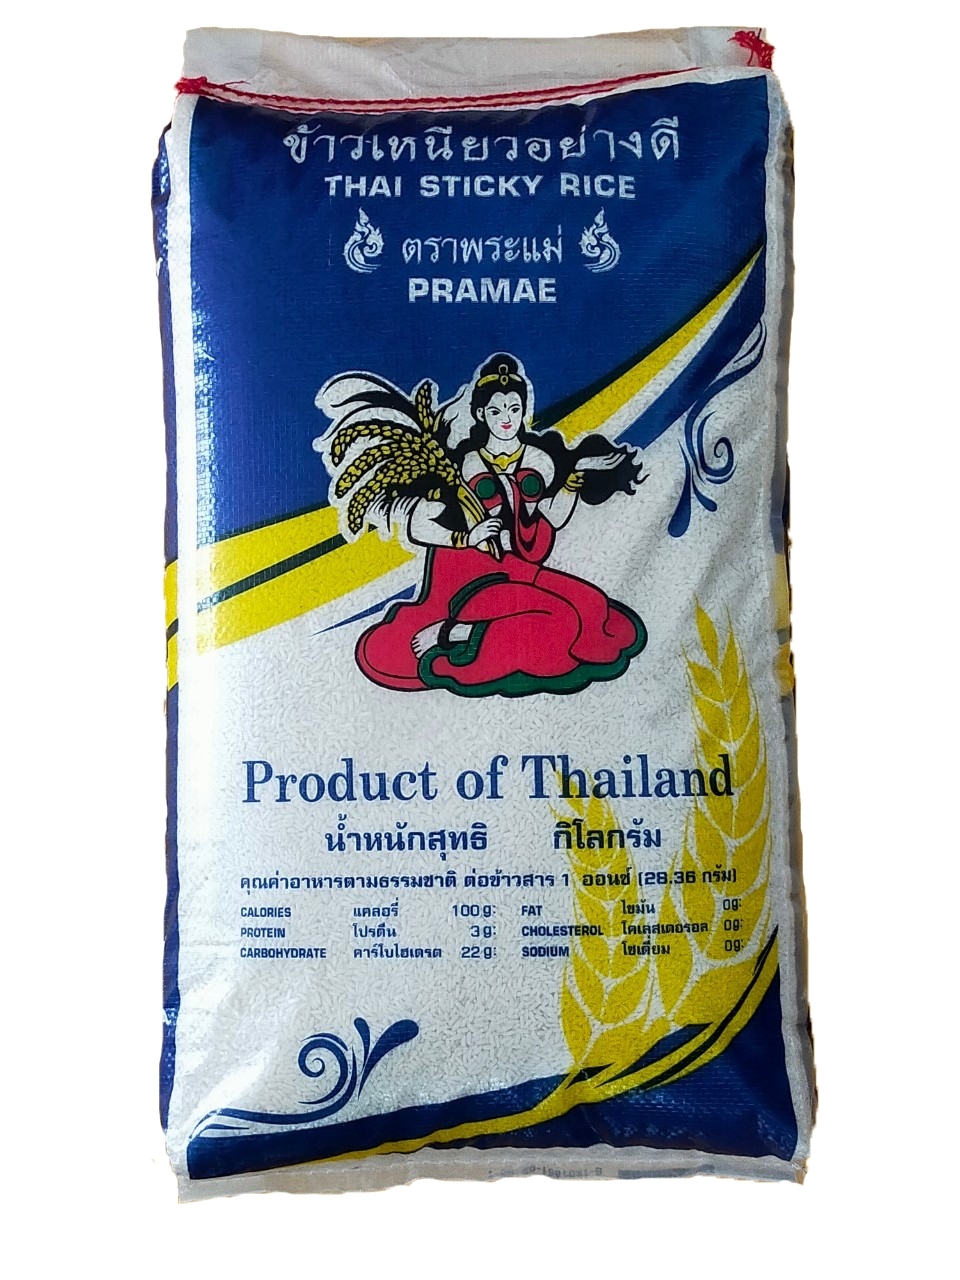 ข้าวเหนียวอย่างดี
THAI STICKY RICE
ตราพระแม่
PRAMAE
Product of Thailand
น้ำหนักสุทธิ กิโลกรัม
คุณค่าอาหารตามธรรมชาติ ต่อข้าวสาร 1 ออนซ์ (28.36 กรัม)
CALORIES แคลอรี่ 100 g: FAT ไขมัน 0g:
PROTEIN โปรตีน 3 g: CHOLESTEROL โคเลสเตอรอล 0g:
CARBOHYDRATE คาร์โบไฮเดรต 22 g: SODIUM โซเดี่ยม 0g: